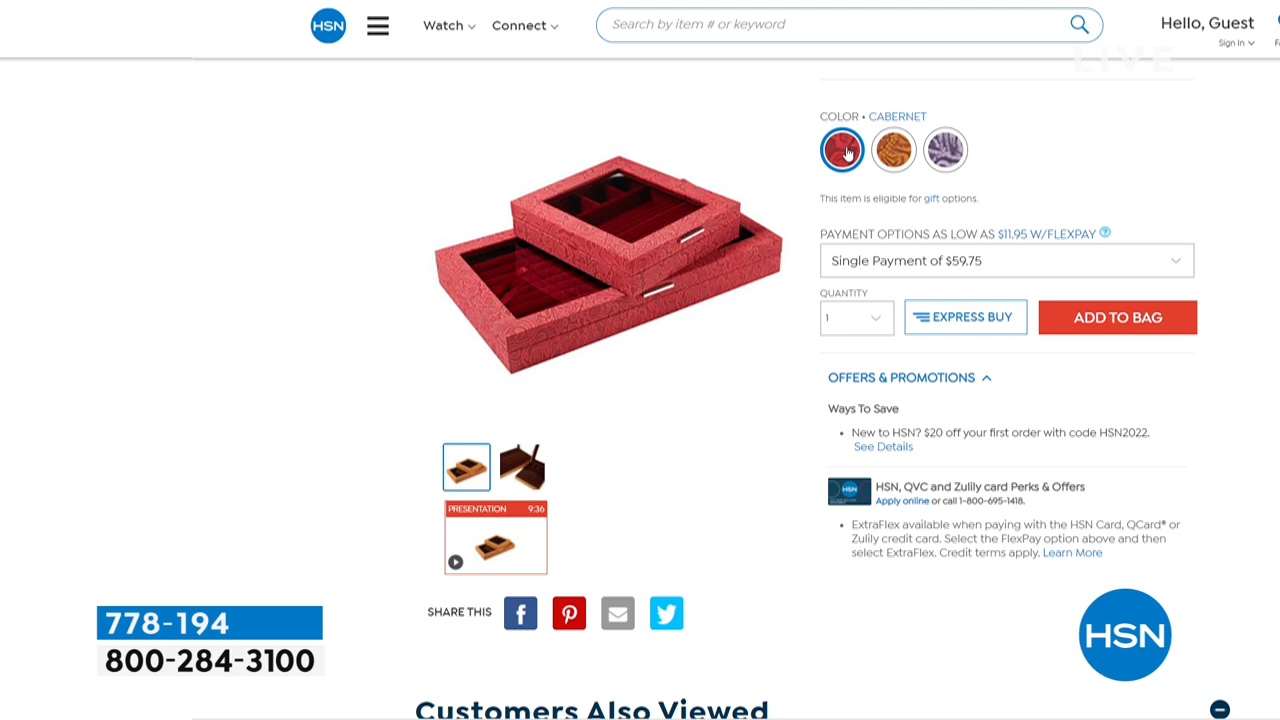 HSN
Watch
Connect
Search by item # or keyword
Hello, Guest
Sign In
LIVE
COLOR • CABERNET
This item is eligible for gift options.
PAYMENT OPTIONS AS LOW AS $11.95 W/FLEXPAY ?
Single Payment of $59.75
QUANTITY
1
EXPRESS BUY
ADD TO BAG
OFFERS & PROMOTIONS
Ways To Save
• New to HSN? $20 off your first order with code HSN2022.
See Details
HSN
HSN, QVC and Zulily card Perks & Offers
Apply online or call 1-800-695-1418.
• ExtraFlex available when paying with the HSN Card, QCard® or
Zulily credit card. Select the FlexPay option above and then
select ExtraFlex. Credit terms apply. Learn More
PRESENTATION 9:36
SHARE THIS
778-194
800-284-3100
HSN
Customers Also Viewed